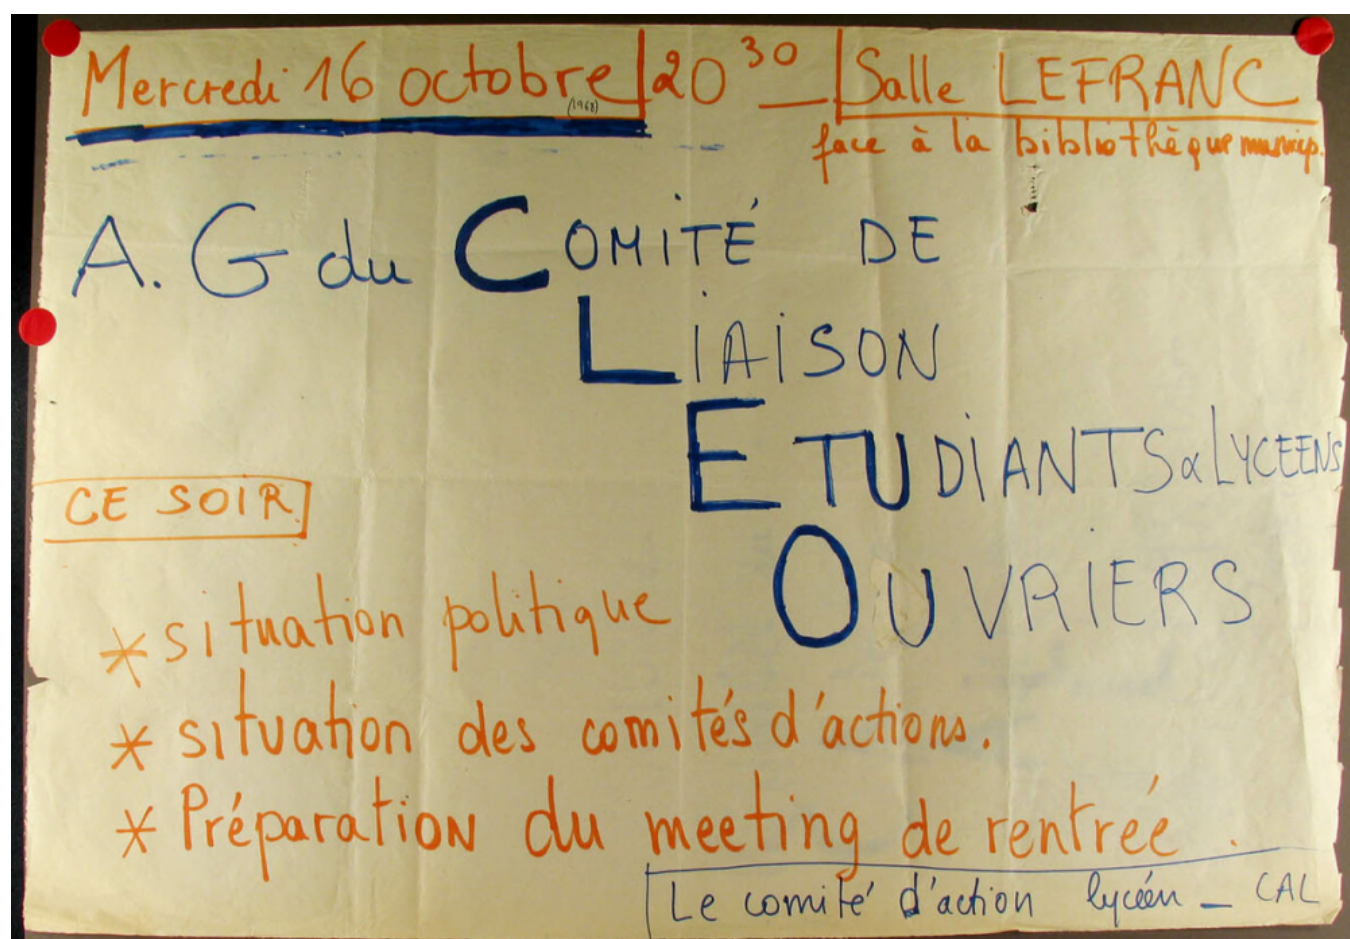 Mercredi 16 octobre 20 30 _ Salle LEFRANC
(1968)
face à la bibliothèque municip.
A. G du COMITÉ DE
LIAISON
ETUDIANTS & LYCEENS
OUVRIERS
CE SOIR
* situation politique
* situation des comités d'actions.
* Préparation du meeting de rentrée.
Le comité d'action lycéen _ CAL